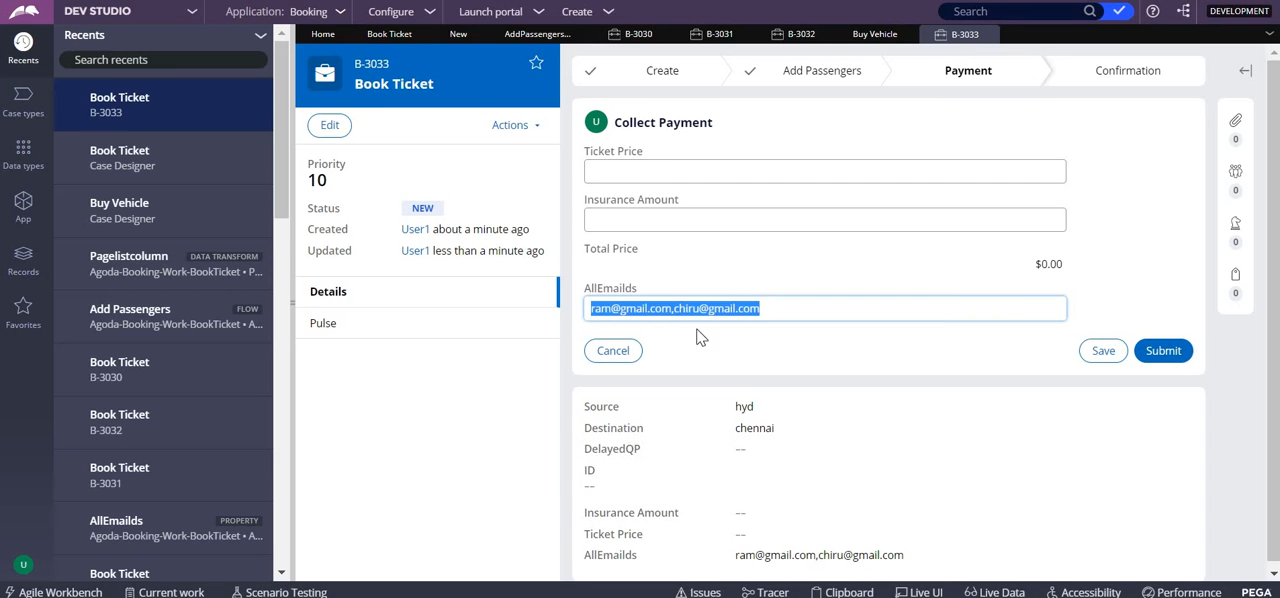 DEV STUDIO
Application: Booking
Configure
Launch portal
Create
Search
DEVELOPMENT
Recents
Case types
Data types
App
Records
Favorites
U
Recents
Search recents
Book Ticket
B-3033
Book Ticket
Case Designer
Buy Vehicle
Case Designer
Pagelistcolumn DATA TRANSFORM
Agoda-Booking-Work-BookTicket • P...
Add Passengers FLOW
Agoda-Booking-Work-BookTicket • A...
Book Ticket
B-3030
Book Ticket
B-3032
Book Ticket
B-3031
AllEmaiIds PROPERTY
Agoda-Booking-Work-BookTicket • A...
Book Ticket
Home
Book Ticket
New
AddPassengers...
B-3030
B-3031
B-3032
Buy Vehicle
B-3033
B-3033
Book Ticket
Edit
Actions
Priority
10
Status NEW
Created User1 about a minute ago
Updated User1 less than a minute ago
Details
Pulse
Create
Add Passengers
Payment
Confirmation
U Collect Payment
Ticket Price
Insurance Amount
Total Price
$0.00
AllEmaiIds
ram@gmail.com,chiru@gmail.com
Cancel
Save
Submit
Source hyd
Destination chennai
DelayedQP --
ID
--
Insurance Amount --
Ticket Price --
AllEmaiIds ram@gmail.com,chiru@gmail.com
0
0
0
0
Agile Workbench
Current work
Scenario Testing
Issues
Tracer
Clipboard
Live UI
Live Data
Accessibility
Performance
PEGA